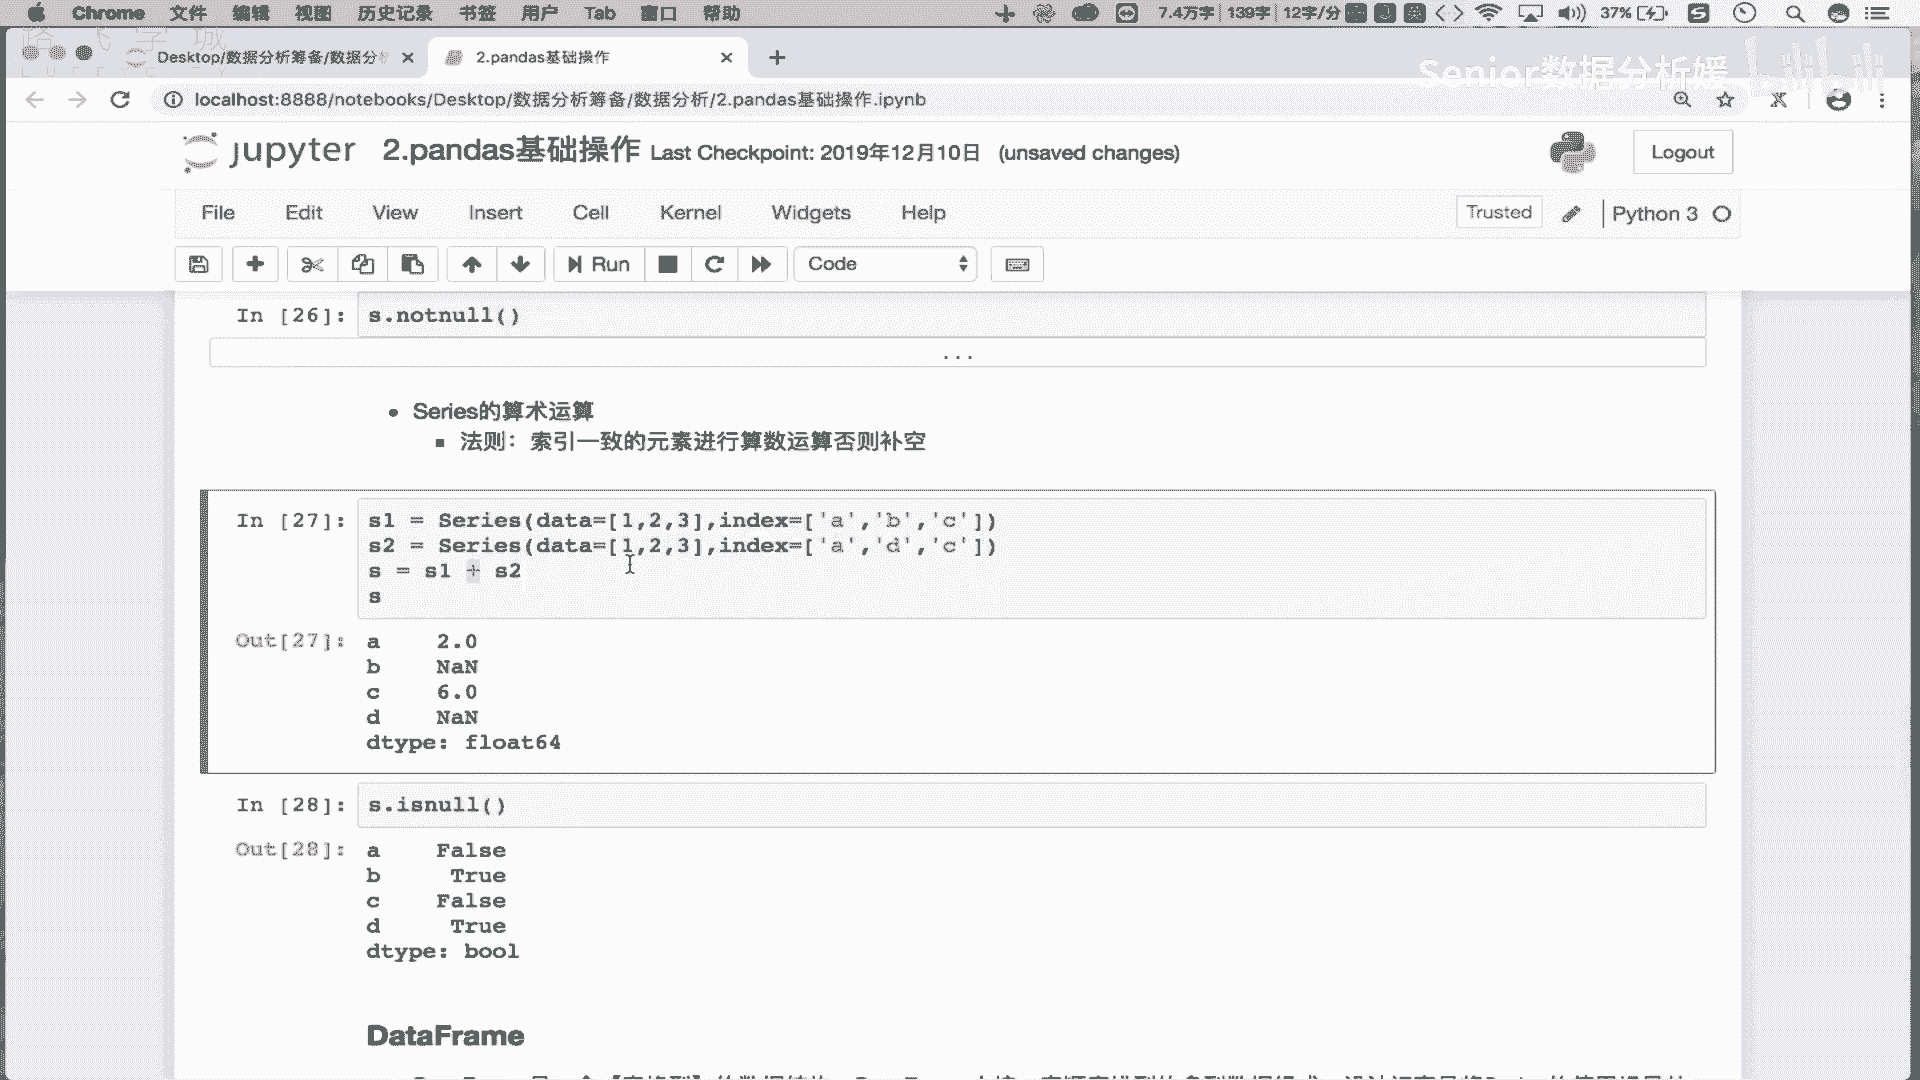 Chrome 文件 编辑 视图 历史记录 书签 用户 Tab 窗口 帮助 7.4万字 139字 12字/分 37%
Desktop/数据分析筹备/数据分析
2.pandas基础操作
Senior数据分析媛 bilibili
localhost:8888/notebooks/Desktop/数据分析筹备/数据分析/2.pandas基础操作.ipynb
jupyter 2.pandas基础操作 Last Checkpoint: 2019年12月10日 (unsaved changes)
Logout
File Edit View Insert Cell Kernel Widgets Help
Trusted Python 3
Run Code
In [26]: s.notnull()
...
Series的算术运算
法则：索引一致的元素进行算数运算否则补空
In [27]: s1 = Series(data=[1,2,3],index=['a','b','c'])
s2 = Series(data=[1,2,3],index=['a','d','c'])
s = s1 + s2
s
Out[27]: a 2.0
b NaN
c 6.0
d NaN
dtype: float64
In [28]: s.isnull()
Out[28]: a False
b True
c False
d True
dtype: bool
DataFrame